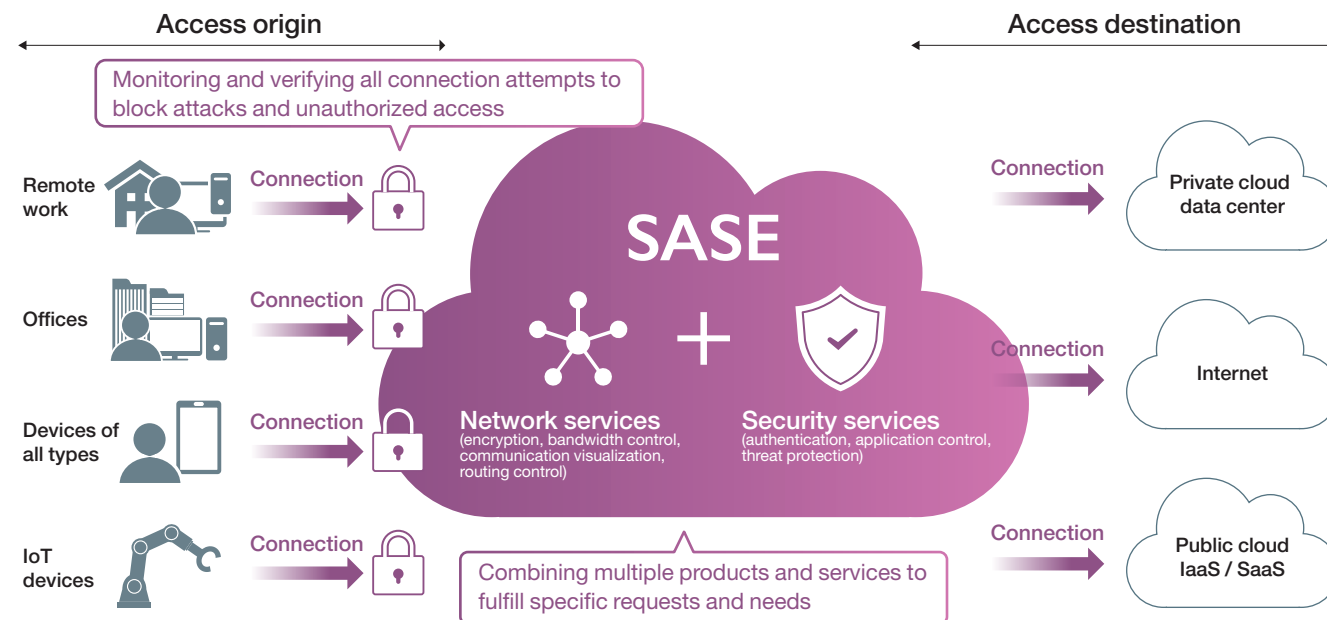 Access origin
Access destination
Monitoring and verifying all connection attempts to
block attacks and unauthorized access
Remote
work
Connection
Connection
Private cloud
data center
SASE
Offices
Connection
Connection
Internet
Devices of
all types
Connection
Network services
(encryption, bandwidth control,
communication visualization,
routing control)
Security services
(authentication, application control,
threat protection)
IoT
devices
Connection
Connection
Public cloud
IaaS / SaaS
Combining multiple products and services to
fulfill specific requests and needs